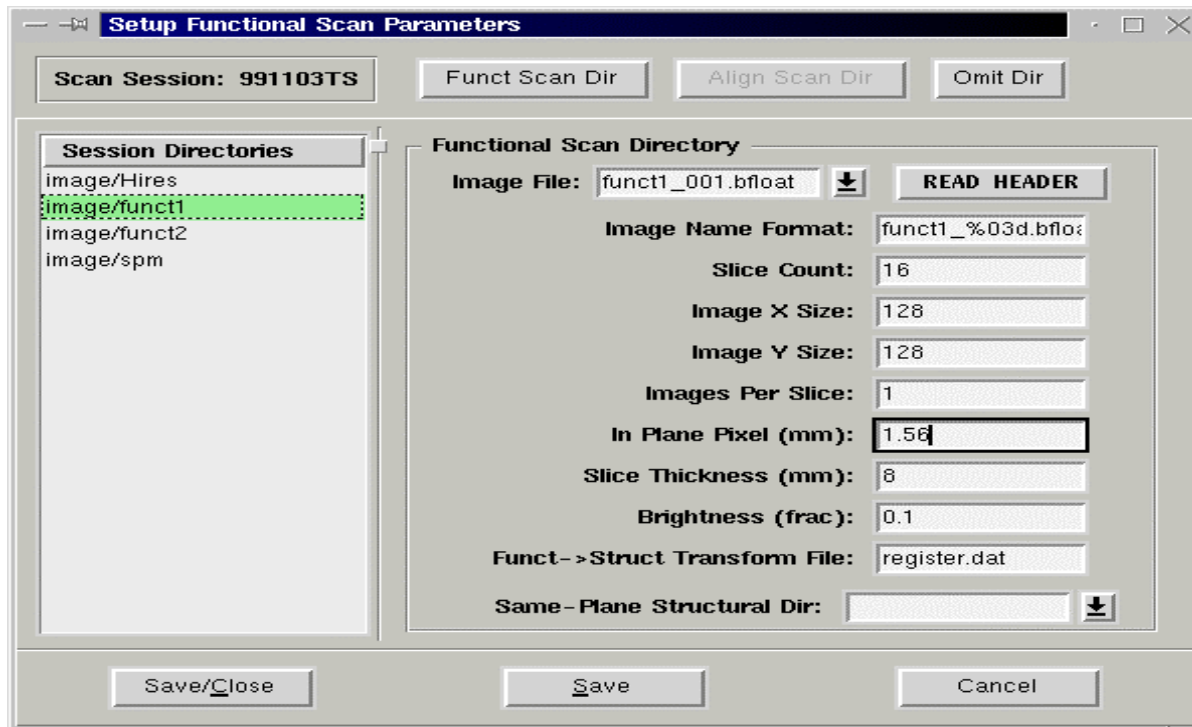 Setup Functional Scan Parameters
Scan Session: 991103TS
Funct Scan Dir
Align Scan Dir
Omit Dir
Session Directories
image/Hires
image/funct1
image/funct2
image/spm
Functional Scan Directory
Image File: funct1_001.bfloat
READ HEADER
Image Name Format: funct1_%03d.bfloa
Slice Count: 16
Image X Size: 128
Image Y Size: 128
Images Per Slice: 1
In Plane Pixel (mm): 1.56
Slice Thickness (mm): 8
Brightness (frac): 0.1
Funct->Struct Transform File: register.dat
Same-Plane Structural Dir:
Save/Close
Save
Cancel